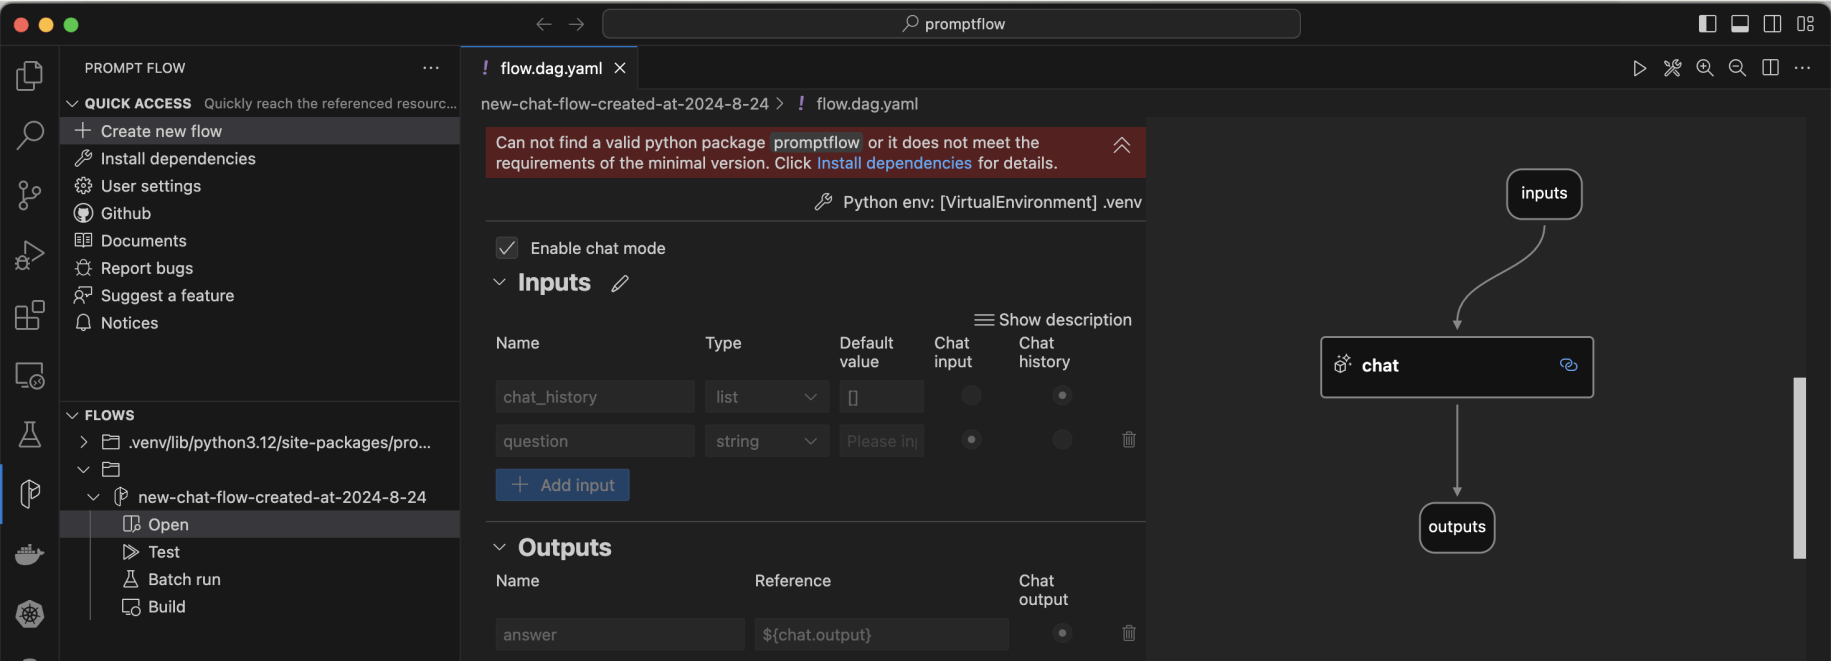 promptflow
PROMPT FLOW
QUICK ACCESS Quickly reach the referenced resourc...
Create new flow
Install dependencies
User settings
Github
Documents
Report bugs
Suggest a feature
Notices
FLOWS
.venv/lib/python3.12/site-packages/pro...
new-chat-flow-created-at-2024-8-24
Open
Test
Batch run
Build
! flow.dag.yaml
new-chat-flow-created-at-2024-8-24 > ! flow.dag.yaml
Can not find a valid python package promptflow or it does not meet the
requirements of the minimal version. Click Install dependencies for details.
Python env: [VirtualEnvironment] .venv
Enable chat mode
Inputs
Show description
Name Type Default value Chat input Chat history
chat_history list []
question string Please inp
+ Add input
Outputs
Name Reference Chat output
answer ${chat.output}
inputs
chat
outputs